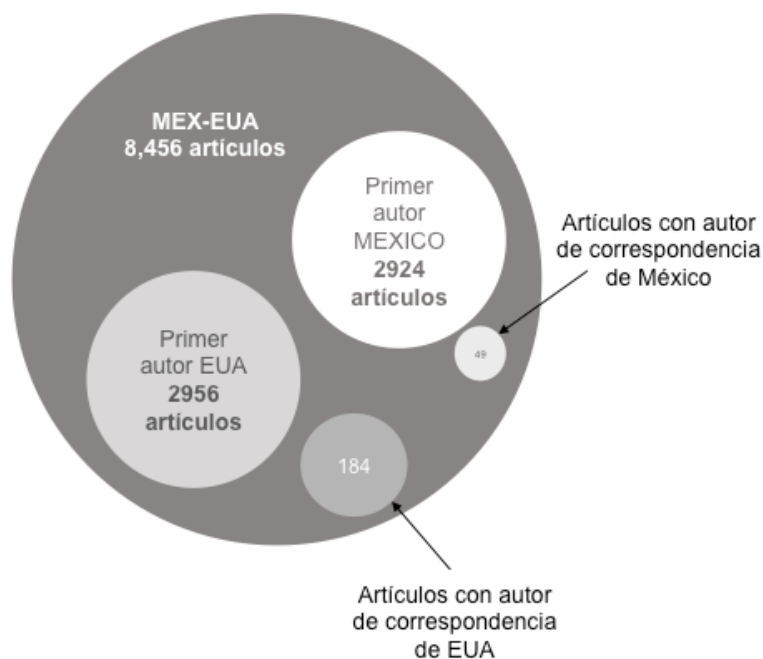 MEX-EUA
8,456 artículos
Primer
autor
MEXICO
2924
artículos
Artículos con autor
de correspondencia
de México
49
Primer
autor EUA
2956
artículos
184
Artículos con autor
de correspondencia
de EUA